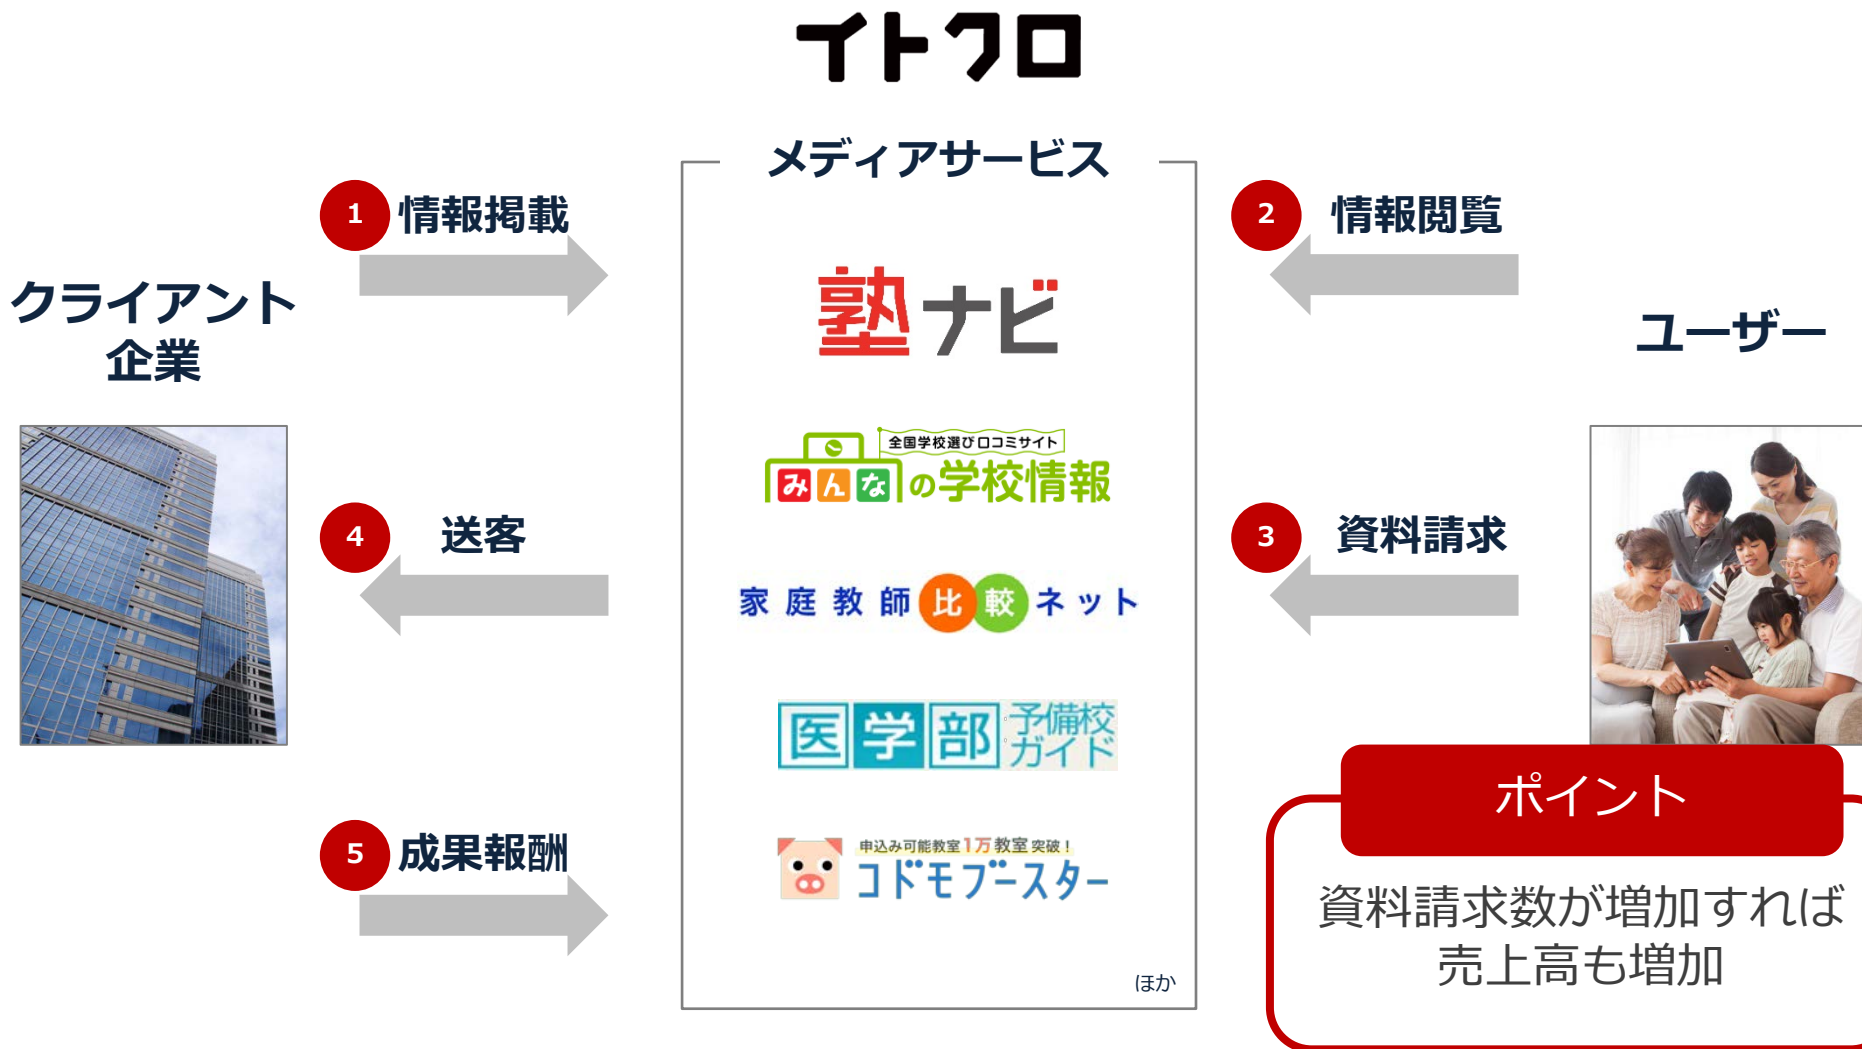 イトクロ
メディアサービス
1 情報掲載
2 情報閲覧
クライアント
企業
塾ナビ
ユーザー
全国学校選び口コミサイト
みんなの学校情報
4 送客
3 資料請求
家庭教師比較ネット
医学部予備校
ガイド
ポイント
5 成果報酬
申込み可能教室1万教室突破！
コドモブースター
資料請求数が増加すれば
売上高も増加
ほか